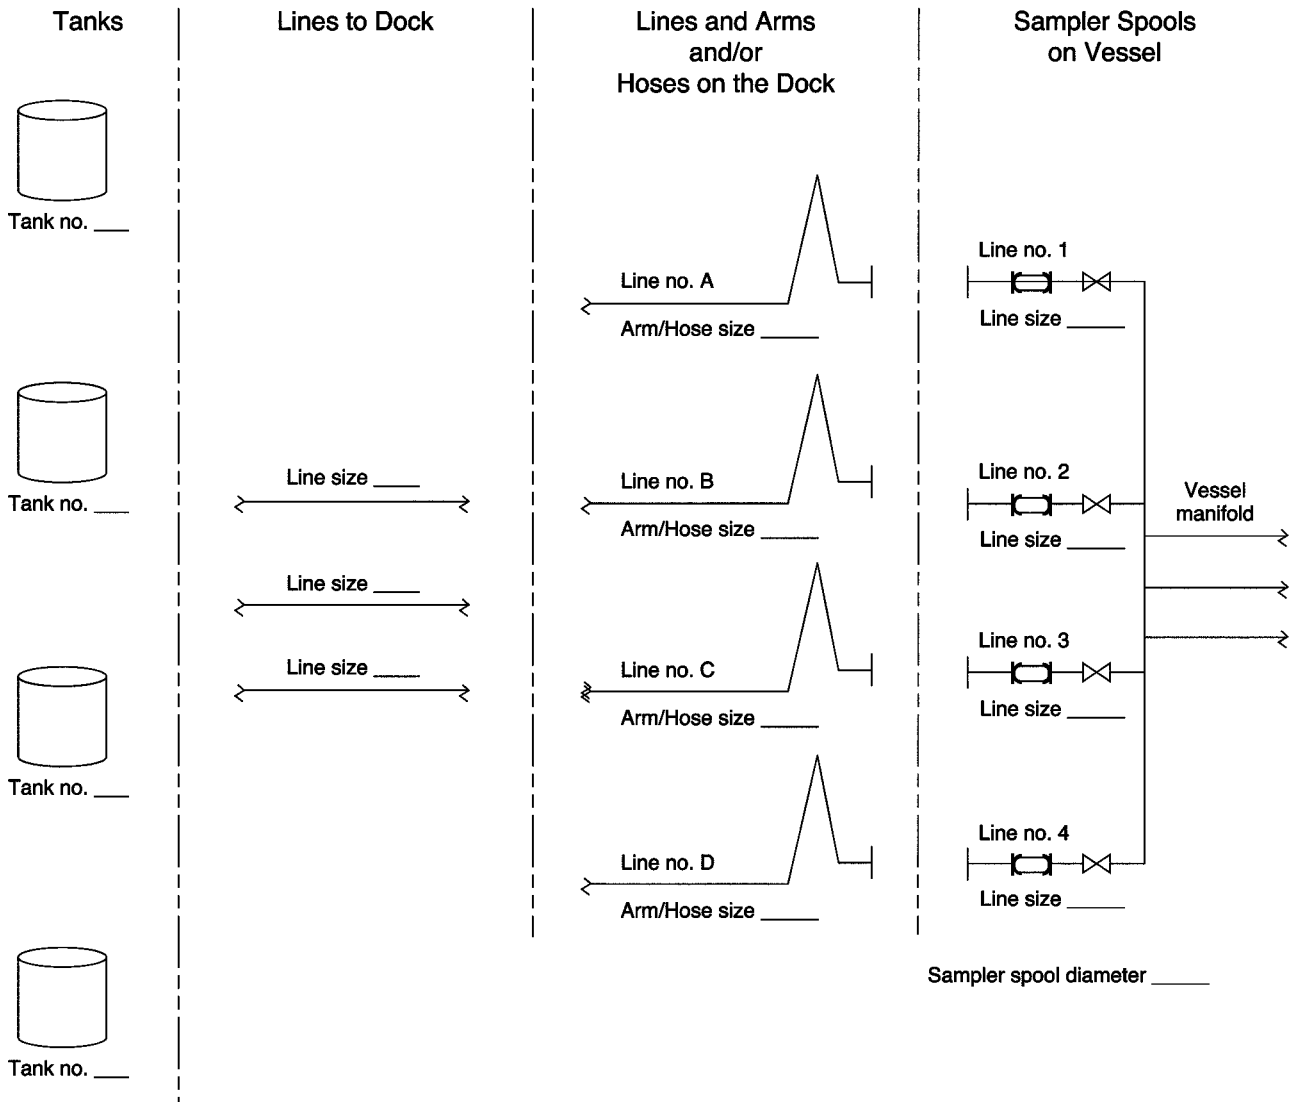 Tanks
Lines to Dock
Lines and Arms
and/or
Hoses on the Dock
Sampler Spools
on Vessel
Tank no. ___
Tank no. ___
Tank no. ___
Tank no. ___
Line size ____
Line size ____
Line size ____
Line no. A
Arm/Hose size _____
Line no. B
Arm/Hose size _____
Line no. C
Arm/Hose size _____
Line no. D
Arm/Hose size _____
Line no. 1
Line size _____
Line no. 2
Line size _____
Line no. 3
Line size _____
Line no. 4
Line size _____
Vessel
manifold
Sampler spool diameter _____